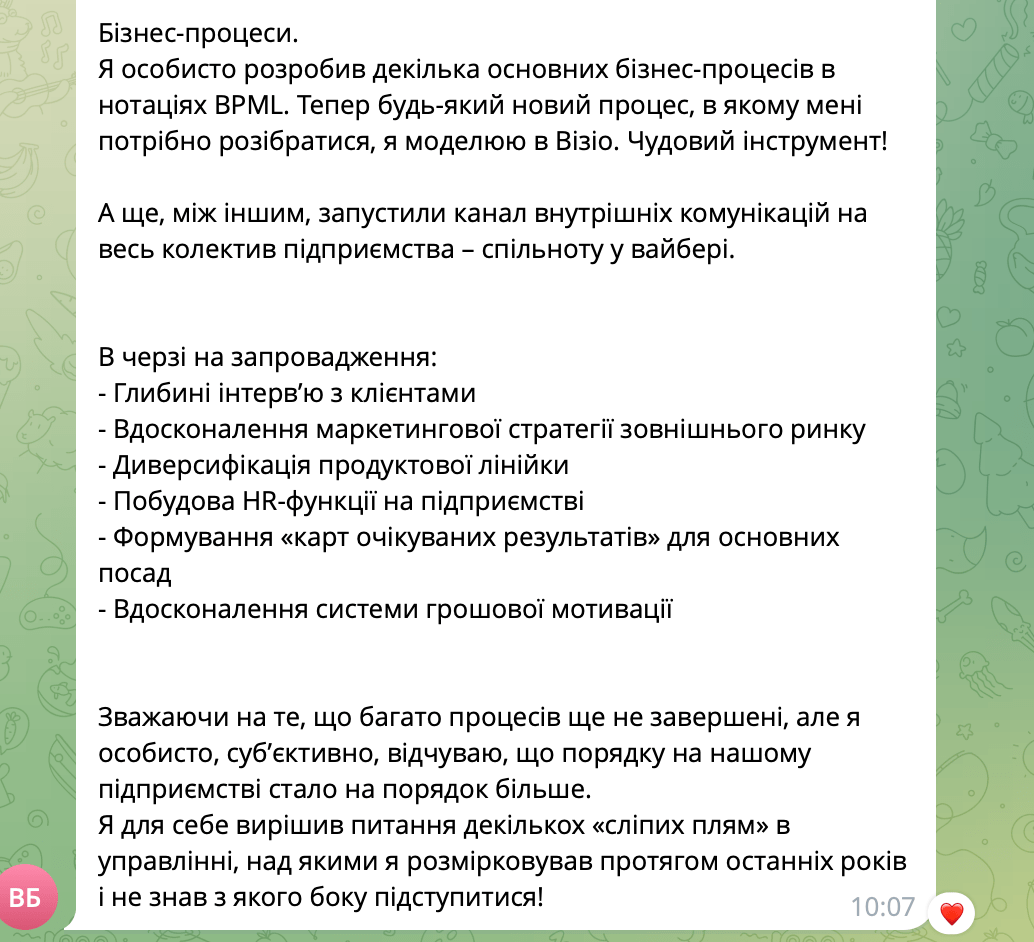 Бізнес-процеси.
Я особисто розробив декілька основних бізнес-процесів в
нотаціях BPML. Тепер будь-який новий процес, в якому мені
потрібно розібратися, я моделюю в Візіо. Чудовий інструмент!
А ще, між іншим, запустили канал внутрішніх комунікацій на
весь колектив підприємства – спільноту у вайбері.
В черзі на запровадження:
- Глибині інтерв’ю з клієнтами
- Вдосконалення маркетингової стратегії зовнішнього ринку
- Диверсифікація продуктової лінійки
- Побудова HR-функції на підприємстві
- Формування «карт очікуваних результатів» для основних
посад
- Вдосконалення системи грошової мотивації
Зважаючи на те, що багато процесів ще не завершені, але я
особисто, суб’єктивно, відчуваю, що порядку на нашому
підприємстві стало на порядок більше.
Я для себе вирішив питання декількох «сліпих плям» в
управлінні, над якими я розмірковував протягом останніх років
і не знав з якого боку підступитися!
ВБ
10:07